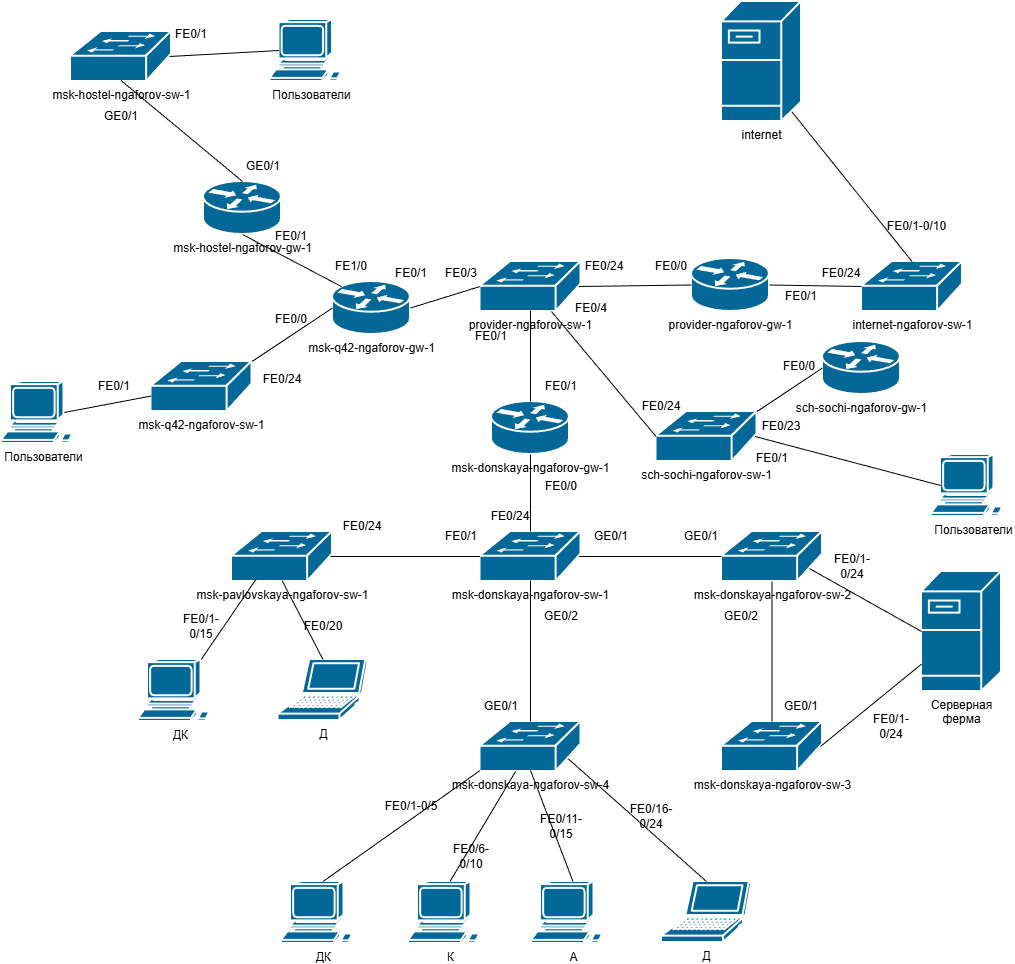 FE0/1
msk-hostel-ngaforov-sw-1
Пользователи
GE0/1
internet
GE0/1
msk-hostel-ngaforov-gw-1
FE0/1
FE0/1-0/10
FE1/0
FE0/1
FE0/3
FE0/24
FE0/0
FE0/24
FE0/1
FE0/4
FE0/0
provider-ngaforov-sw-1
provider-ngaforov-gw-1
internet-ngaforov-sw-1
FE0/1
msk-q42-ngaforov-gw-1
FE0/0
FE0/1
FE0/24
FE0/1
sch-sochi-ngaforov-gw-1
FE0/24
msk-q42-ngaforov-sw-1
FE0/23
Пользователи
FE0/1
msk-donskaya-ngaforov-gw-1
sch-sochi-ngaforov-sw-1
FE0/0
FE0/24
Пользователи
FE0/24
FE0/1
GE0/1
GE0/1
FE0/1-
0/24
msk-pavlovskaya-ngaforov-sw-1
msk-donskaya-ngaforov-sw-1
msk-donskaya-ngaforov-sw-2
FE0/1-
0/15
FE0/20
GE0/2
GE0/2
Серверная
ферма
GE0/1
GE0/1
FE0/1-
0/24
ДК
Д
msk-donskaya-ngaforov-sw-4
msk-donskaya-ngaforov-sw-3
FE0/1-0/5
FE0/6-
0/10
FE0/11-
0/15
FE0/16-
0/24
ДК
К
А
Д